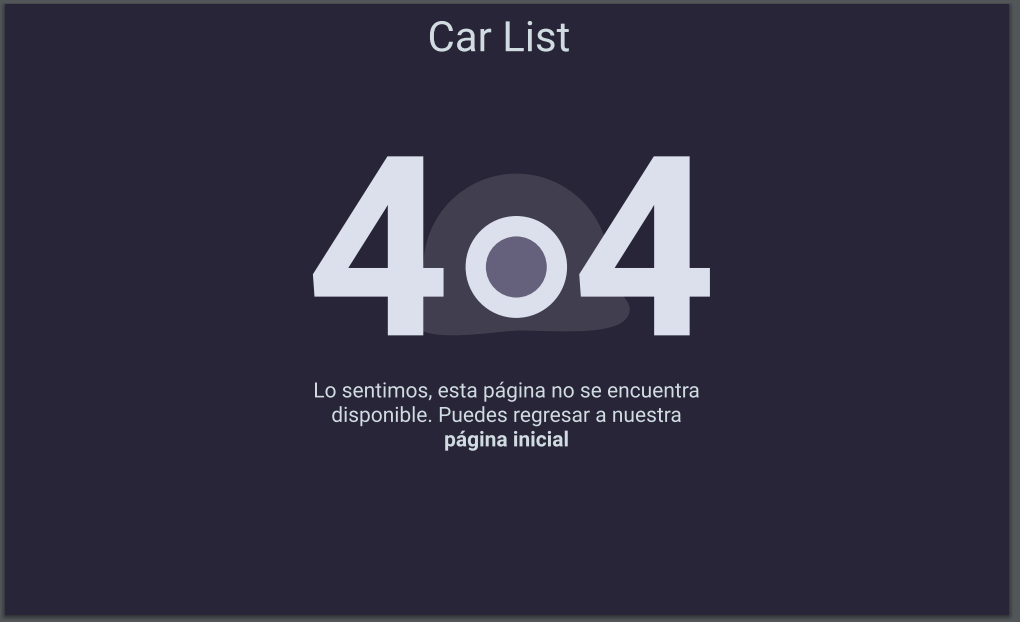 Car List
404
Lo sentimos, esta página no se encuentra
disponible. Puedes regresar a nuestra
página inicial